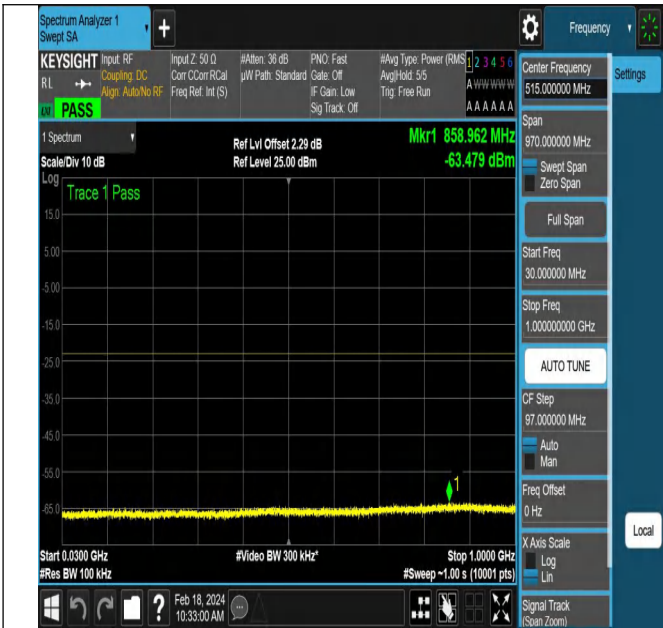 Spectrum Analyzer 1
Swept SA
Frequency
KEYSIGHT
RL
PASS
Input: RF
Coupling: DC
Align: Auto/No RF
Input Z: 50 Ω
Corr CCorr RCal
Freq Ref: Int (S)
#Atten: 36 dB
µW Path: Standard
PNO: Fast
Gate: Off
IF Gain: Low
Sig Track: Off
#Avg Type: Power (RMS
Avg|Hold: 5/5
Trig: Free Run
1 2 3 4 5 6
A W W W W W
A A A A A A
1 Spectrum
Scale/Div 10 dB
Log
Ref Lvl Offset 2.29 dB
Ref Level 25.00 dBm
Mkr1 858.962 MHz
-63.479 dBm
Trace 1 Pass
15.0
5.00
-5.00
-15.0
-25.0
-35.0
-45.0
-55.0
-65.0
1
Start 0.0300 GHz
#Res BW 100 kHz
#Video BW 300 kHz*
Stop 1.0000 GHz
#Sweep ~1.00 s (10001 pts)
Feb 18, 2024
10:33:00 AM
Center Frequency
515.000000 MHz
Settings
Span
970.000000 MHz
Swept Span
Zero Span
Full Span
Start Freq
30.000000 MHz
Stop Freq
1.000000000 GHz
AUTO TUNE
CF Step
97.000000 MHz
Auto
Man
Freq Offset
0 Hz
X Axis Scale
Log
Lin
Signal Track
(Span Zoom)
Local